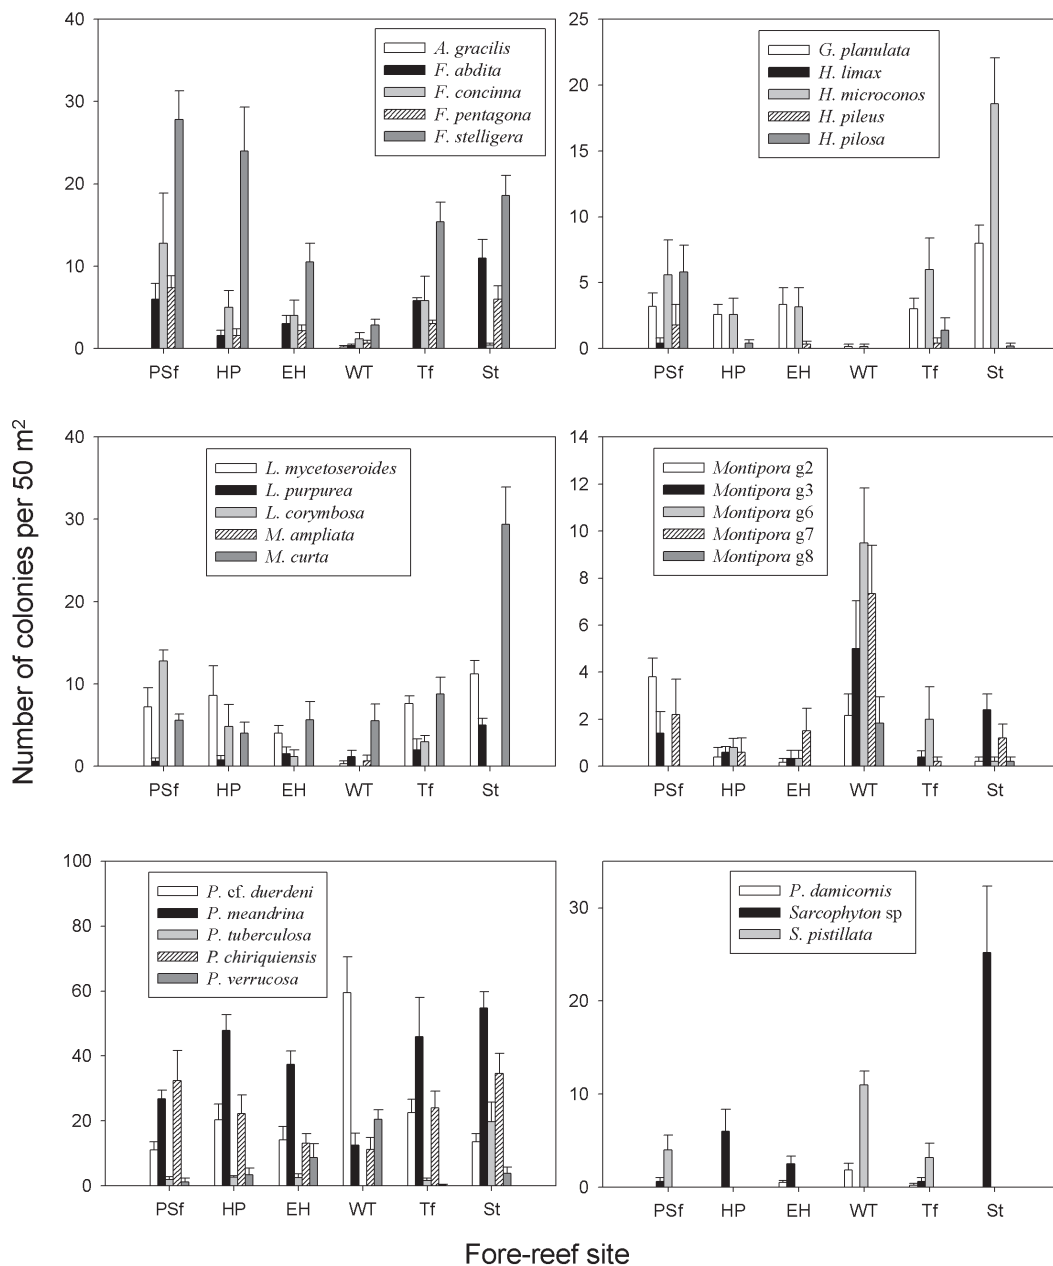 Number of colonies per 50 m²
40
30
20
10
0
A. gracilis
F. abdita
F. concinna
F. pentagona
F. stelligera
PSf HP EH WT Tf St
25
20
15
10
5
0
G. planulata
H. limax
H. microconos
H. pileus
H. pilosa
PSf HP EH WT Tf St
40
30
20
10
0
L. mycetoseroides
L. purpurea
L. corymbosa
M. ampliata
M. curta
PSf HP EH WT Tf St
14
12
10
8
6
4
2
0
Montipora g2
Montipora g3
Montipora g6
Montipora g7
Montipora g8
PSf HP EH WT Tf St
100
80
60
40
20
0
P. cf. duerdeni
P. meandrina
P. tuberculosa
P. chiriquiensis
P. verrucosa
PSf HP EH WT Tf St
30
20
10
0
P. damicornis
Sarcophyton sp
S. pistillata
PSf HP EH WT Tf St
Fore-reef site